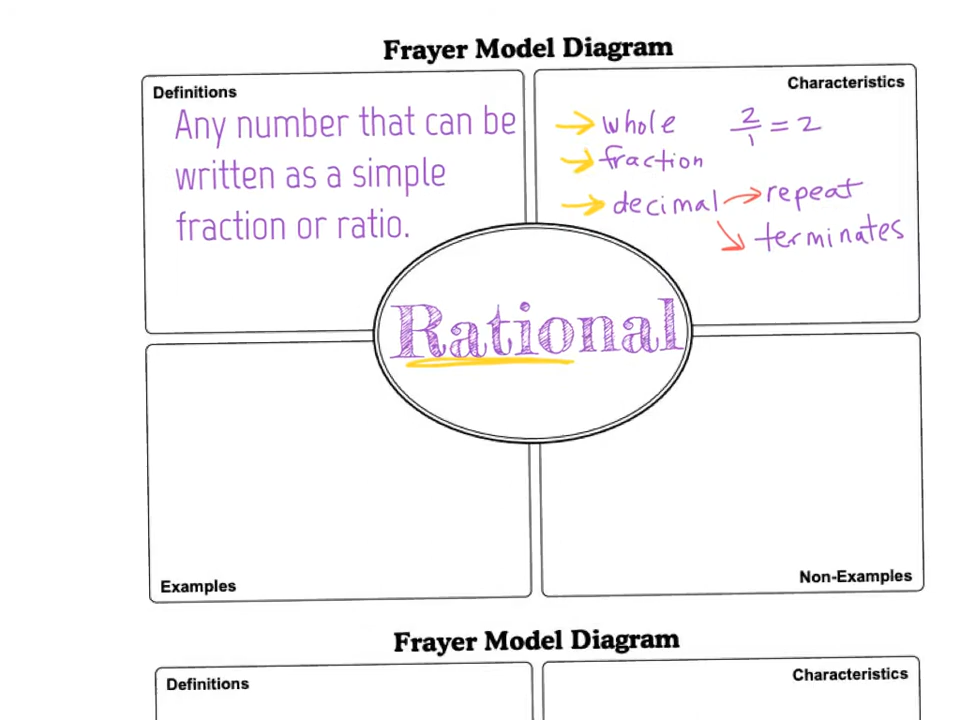 Frayer Model Diagram
Definitions
Any number that can be
written as a simple
fraction or ratio.
Characteristics
→ whole 2/1 = 2
→ fraction
→ decimal → repeat
↘ terminates
Rational
Examples
Non-Examples
Frayer Model Diagram
Definitions
Characteristics